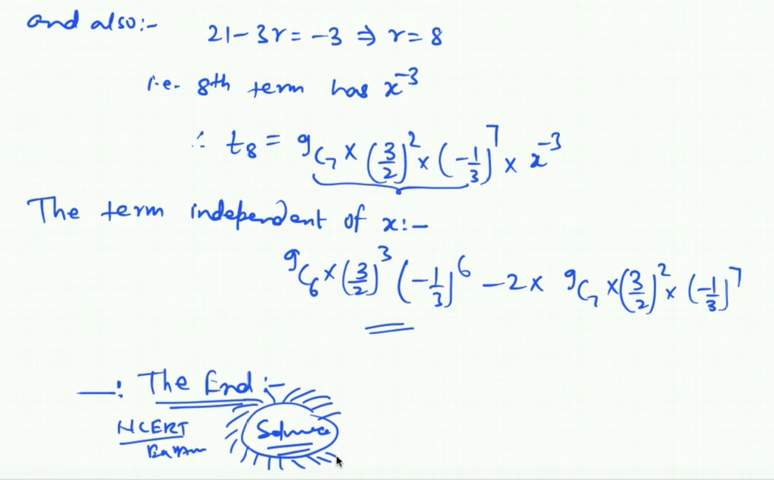 and also:- 21-3r = -3 ⇒ r = 8
i.e. 8th term has x⁻³
∴ t₈ = ⁹C₇ × (3/2)² × (-1/3)⁷ × x⁻³
The term independent of x:-
⁹C₆ × (3/2)³ (-1/3)⁶ - 2 × ⁹C₇ × (3/2)² × (-1/3)⁷
—: The End :-
NCERT